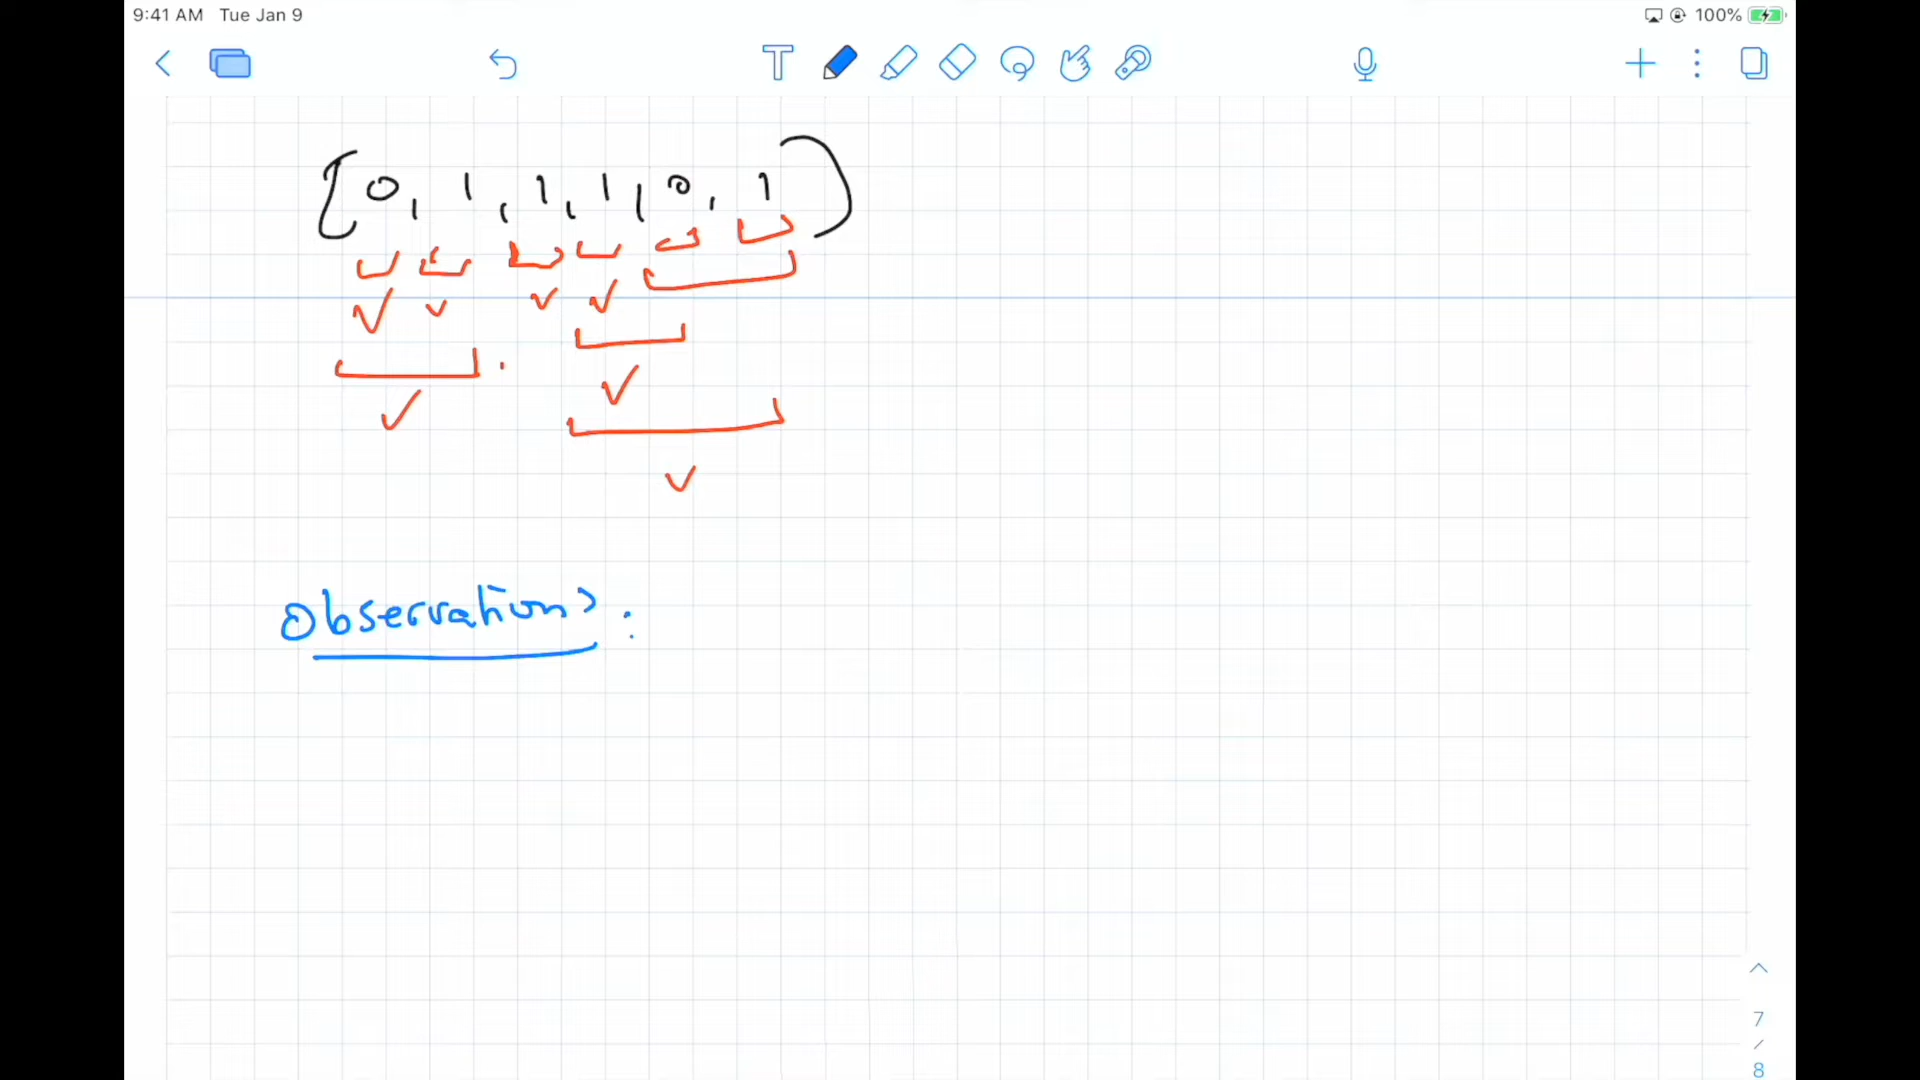 9:41 AM Tue Jan 9
100%
T
[0, 1, 1, 1, 0, 1)
Observations:
7
/
8